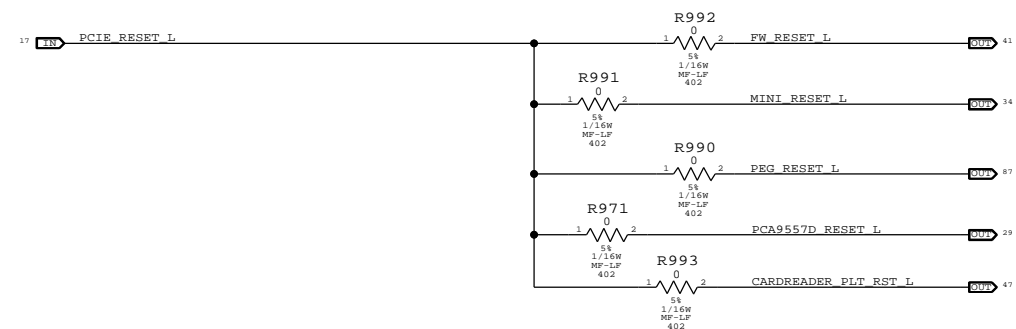 R992
0
17 IN PCIE_RESET_L 1 2 FW_RESET_L OUT 41
5%
1/16W
MF-LF
402
R991
0
1 2 MINI_RESET_L OUT 34
5%
1/16W
MF-LF
402
R990
0
1 2 PEG_RESET_L OUT 87
5%
1/16W
MF-LF
402
R971
0
1 2 PCA9557D_RESET_L OUT 29
5%
1/16W
MF-LF
402
R993
0
1 2 CARDREADER_PLT_RST_L OUT 47
5%
1/16W
MF-LF
402